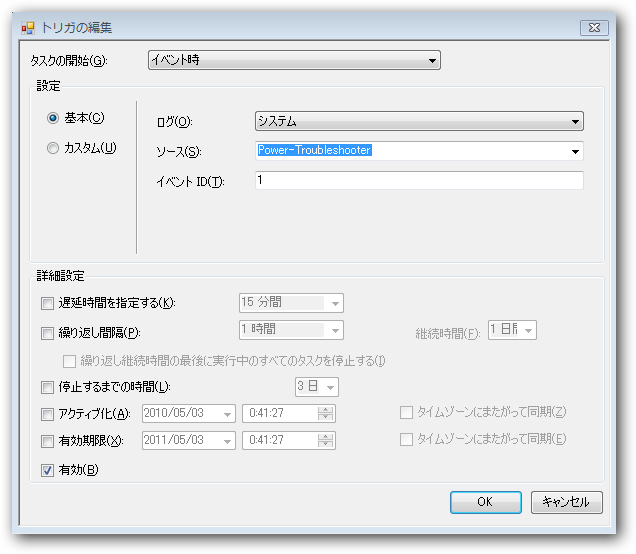 トリガの編集
タスクの開始(G): イベント時
設定
基本(C)
カスタム(U)
ログ(O): システム
ソース(S): Power-Troubleshooter
イベント ID(T): 1
詳細設定
遅延時間を指定する(K): 15 分間
繰り返し間隔(P): 1 時間 継続時間(F): 1 日間
繰り返し継続時間の最後に実行中のすべてのタスクを停止する(I)
停止するまでの時間(L): 3 日
アクティブ化(A): 2010/05/03 0:41:27 タイムゾーンにまたがって同期(Z)
有効期限(X): 2011/05/03 0:41:27 タイムゾーンにまたがって同期(E)
有効(B)
OK キャンセル